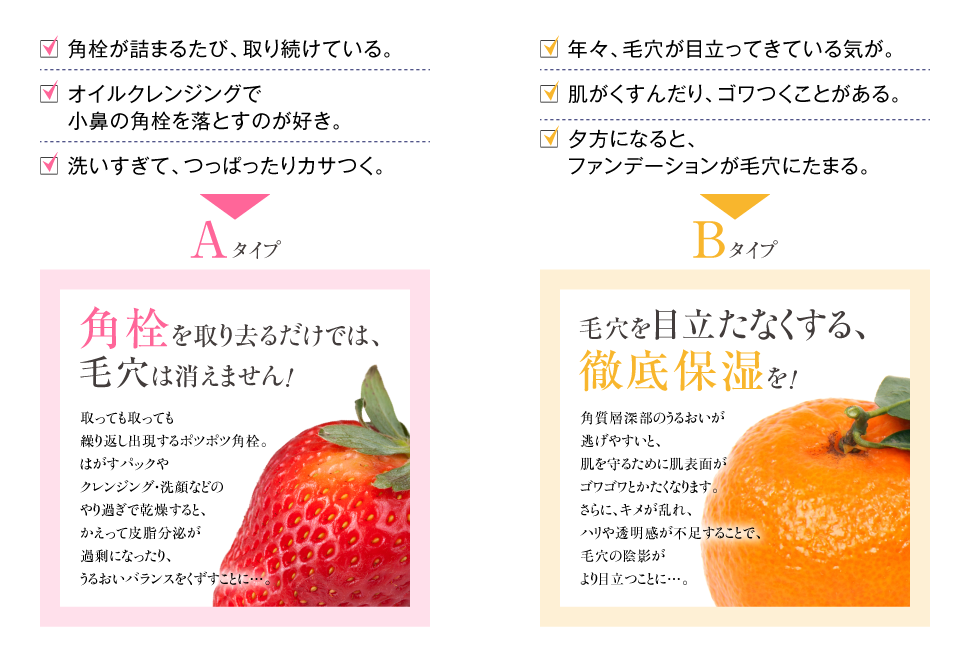 角栓が詰まるたび、取り続けている。
オイルクレンジングで
小鼻の角栓を落とすのが好き。
洗いすぎて、つっぱったりカサつく。
Aタイプ
角栓を取り去るだけでは、
毛穴は消えません!
取っても取っても
繰り返し出現するポツポツ角栓。
はがすパックや
クレンジング・洗顔などの
やり過ぎで乾燥すると、
かえって皮脂分泌が
過剰になったり、
うるおいバランスをくずすことに…。
年々、毛穴が目立ってきている気が。
肌がくすんだり、ゴワつくことがある。
夕方になると、
ファンデーションが毛穴にたまる。
Bタイプ
毛穴を目立たなくする、
徹底保湿を!
角質層深部のうるおいが
逃げやすいと、
肌を守るために肌表面が
ゴワゴワとかたくなります。
さらに、キメが乱れ、
ハリや透明感が不足することで、
毛穴の陰影が
より目立つことに…。